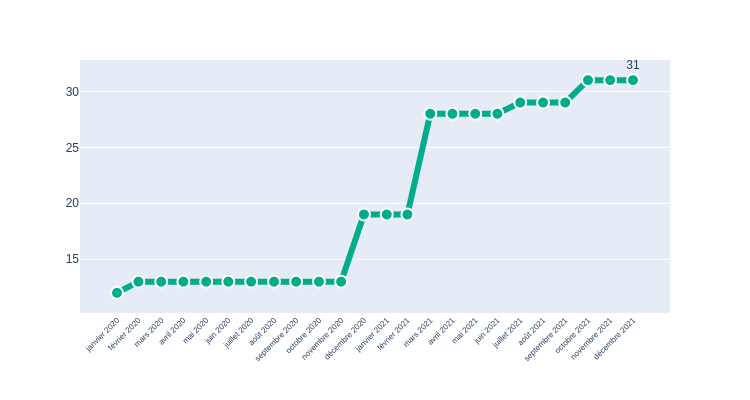 31
30
25
20
15
janvier 2020
février 2020
mars 2020
avril 2020
mai 2020
juin 2020
juillet 2020
août 2020
septembre 2020
octobre 2020
novembre 2020
décembre 2020
janvier 2021
février 2021
mars 2021
avril 2021
mai 2021
juin 2021
juillet 2021
août 2021
septembre 2021
octobre 2021
novembre 2021
décembre 2021